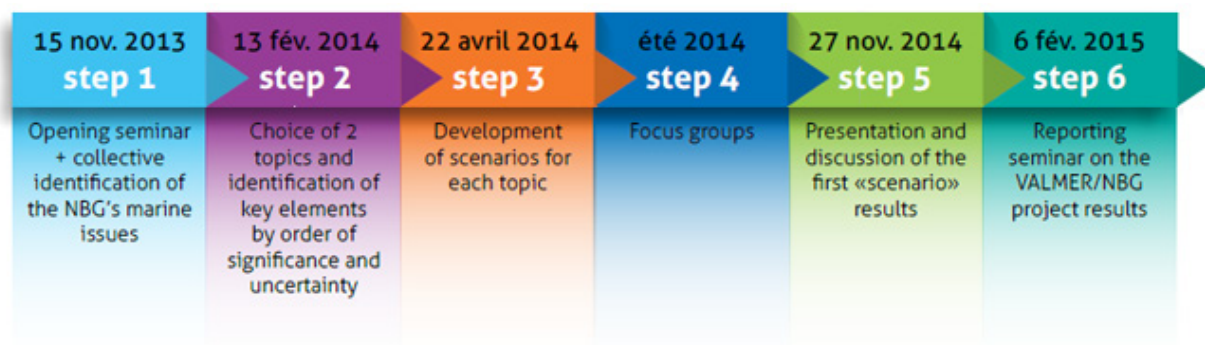 15 nov. 2013
step 1
Opening seminar
+ collective
identification of
the NBG's marine
issues
13 fév. 2014
step 2
Choice of 2
topics and
identification of
key elements
by order of
significance and
uncertainty
22 avril 2014
step 3
Development
of scenarios for
each topic
été 2014
step 4
Focus groups
27 nov. 2014
step 5
Presentation and
discussion of the
first «scenario»
results
6 fév. 2015
step 6
Reporting
seminar on the
VALMER/NBG
project results